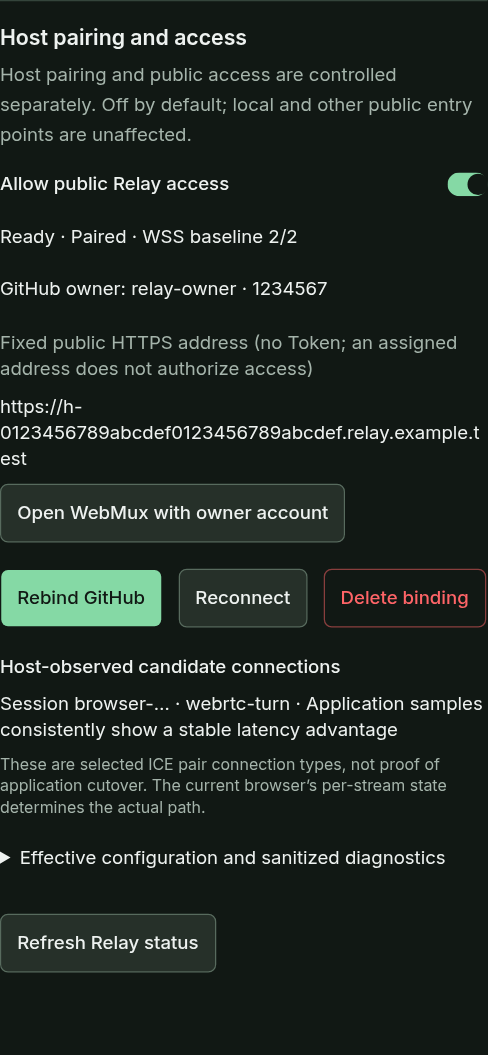 Host pairing and access
Host pairing and public access are controlled
separately. Off by default; local and other public entry
points are unaffected.
Allow public Relay access
Ready · Paired · WSS baseline 2/2
GitHub owner: relay-owner · 1234567
Fixed public HTTPS address (no Token; an assigned
address does not authorize access)
https://h-
0123456789abcdef0123456789abcdef.relay.example.t
est
Open WebMux with owner account
Rebind GitHub
Reconnect
Delete binding
Host-observed candidate connections
Session browser-… · webrtc-turn · Application samples
consistently show a stable latency advantage
These are selected ICE pair connection types, not proof of
application cutover. The current browser’s per-stream state
determines the actual path.
Effective configuration and sanitized diagnostics
Refresh Relay status